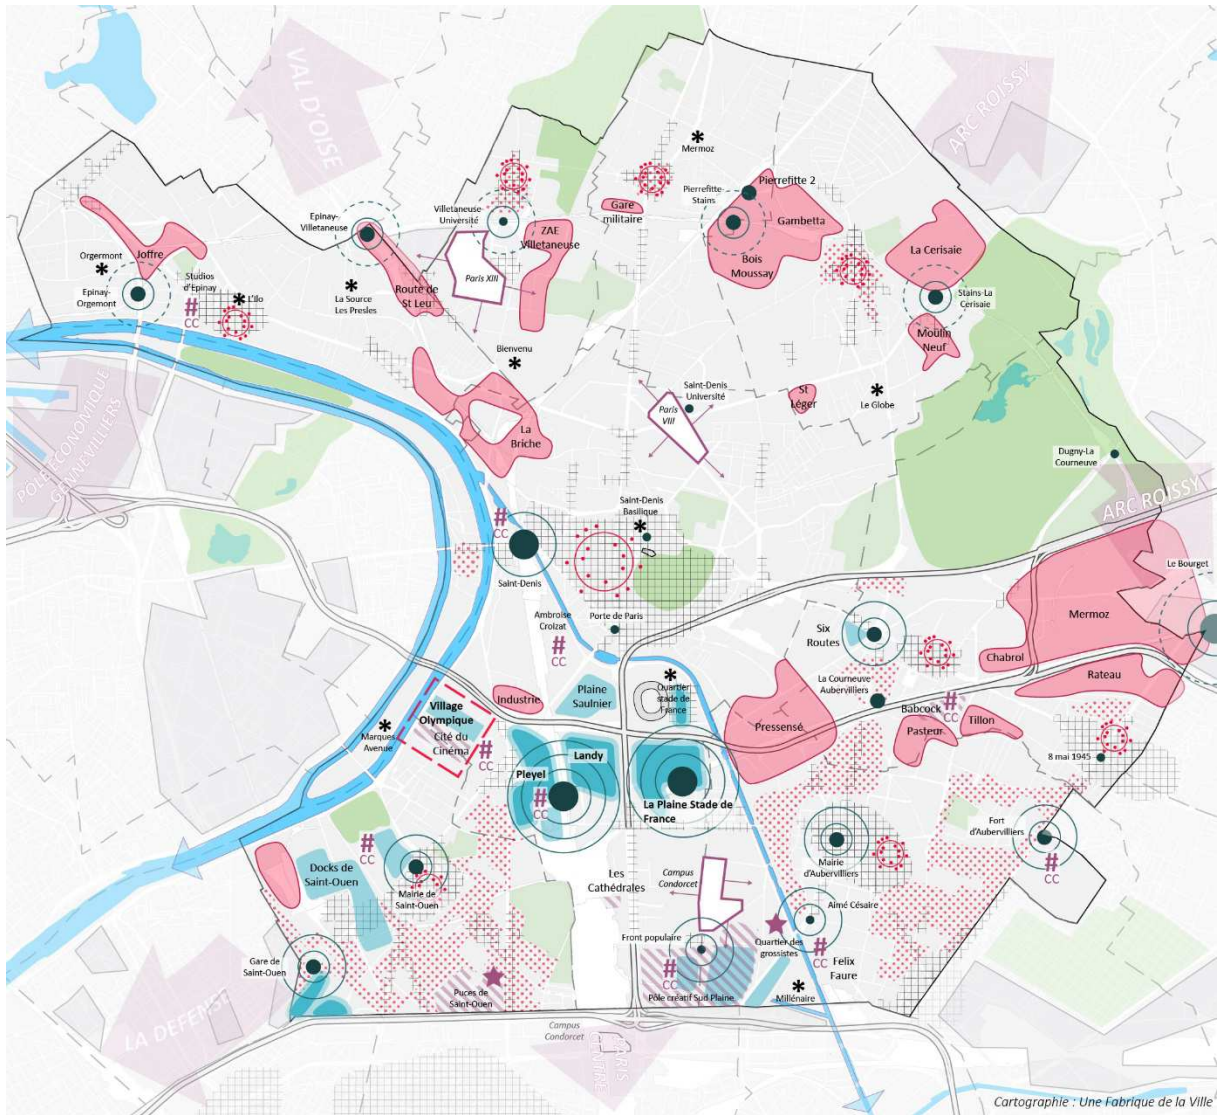 VAL D'OISE
ARC ROISSY
Mermoz
Pierrefitte 2
Pierrefitte-
Stains
Gambetta
Bois
Moussay
Gare
militaire
Villetaneuse
Université
ZAE
Villetaneuse
Epinay-
Villetaneuse
Paris XIII
La Cerisaie
Stains-La
Cerisaie
Moulin
Neuf
Joffre
Orgermont
Epinay-
Orgemont
Studios
d'Epinay
#
CC
L'Ilo
La Source
Les Presles
Route de
St Leu
Bienvenu
La
Briche
Saint-Denis
Université
Paris
VIII
St
Léger
Le Globe
POLE ECONOMIQUE
GENNEVILLIERS
Dugny-La
Courneuve
ARC ROISSY
Le Bourget
#
CC
Saint-Denis
Saint-Denis
Basilique
Ambroise
Croizat
#
CC
Porte de Paris
Six
Routes
Mermoz
Chabrol
Rateau
La Courneuve
Aubervilliers
Babcock
#
CC
Pasteur
Tillon
Pressensé
8 mai 1945
Industrie
Plaine
Saulnier
Quartier
stade de
France
Village
Olympique
Cité du
Cinéma
#
CC
Marques
Avenue
Landy
Pleyel
#
CC
La Plaine Stade de
France
Fort
d'Aubervilliers
#
CC
Mairie
d'Aubervilliers
#
CC
Docks de
Saint-Ouen
Mairie de
Saint-Ouen
Les
Cathédrales
Campus
Condorcet
Aimé Césaire
Front populaire
Quartier des
grossistes
#
CC
Felix
Faure
#
CC
Pôle créatif Sud Plaine
Millénaire
Gare de
Saint-Ouen
Puces de
Saint-Ouen
LA DEFENSE
Campus
Condorcet
PARIS
CENTRE
Cartographie : Une Fabrique de la Ville